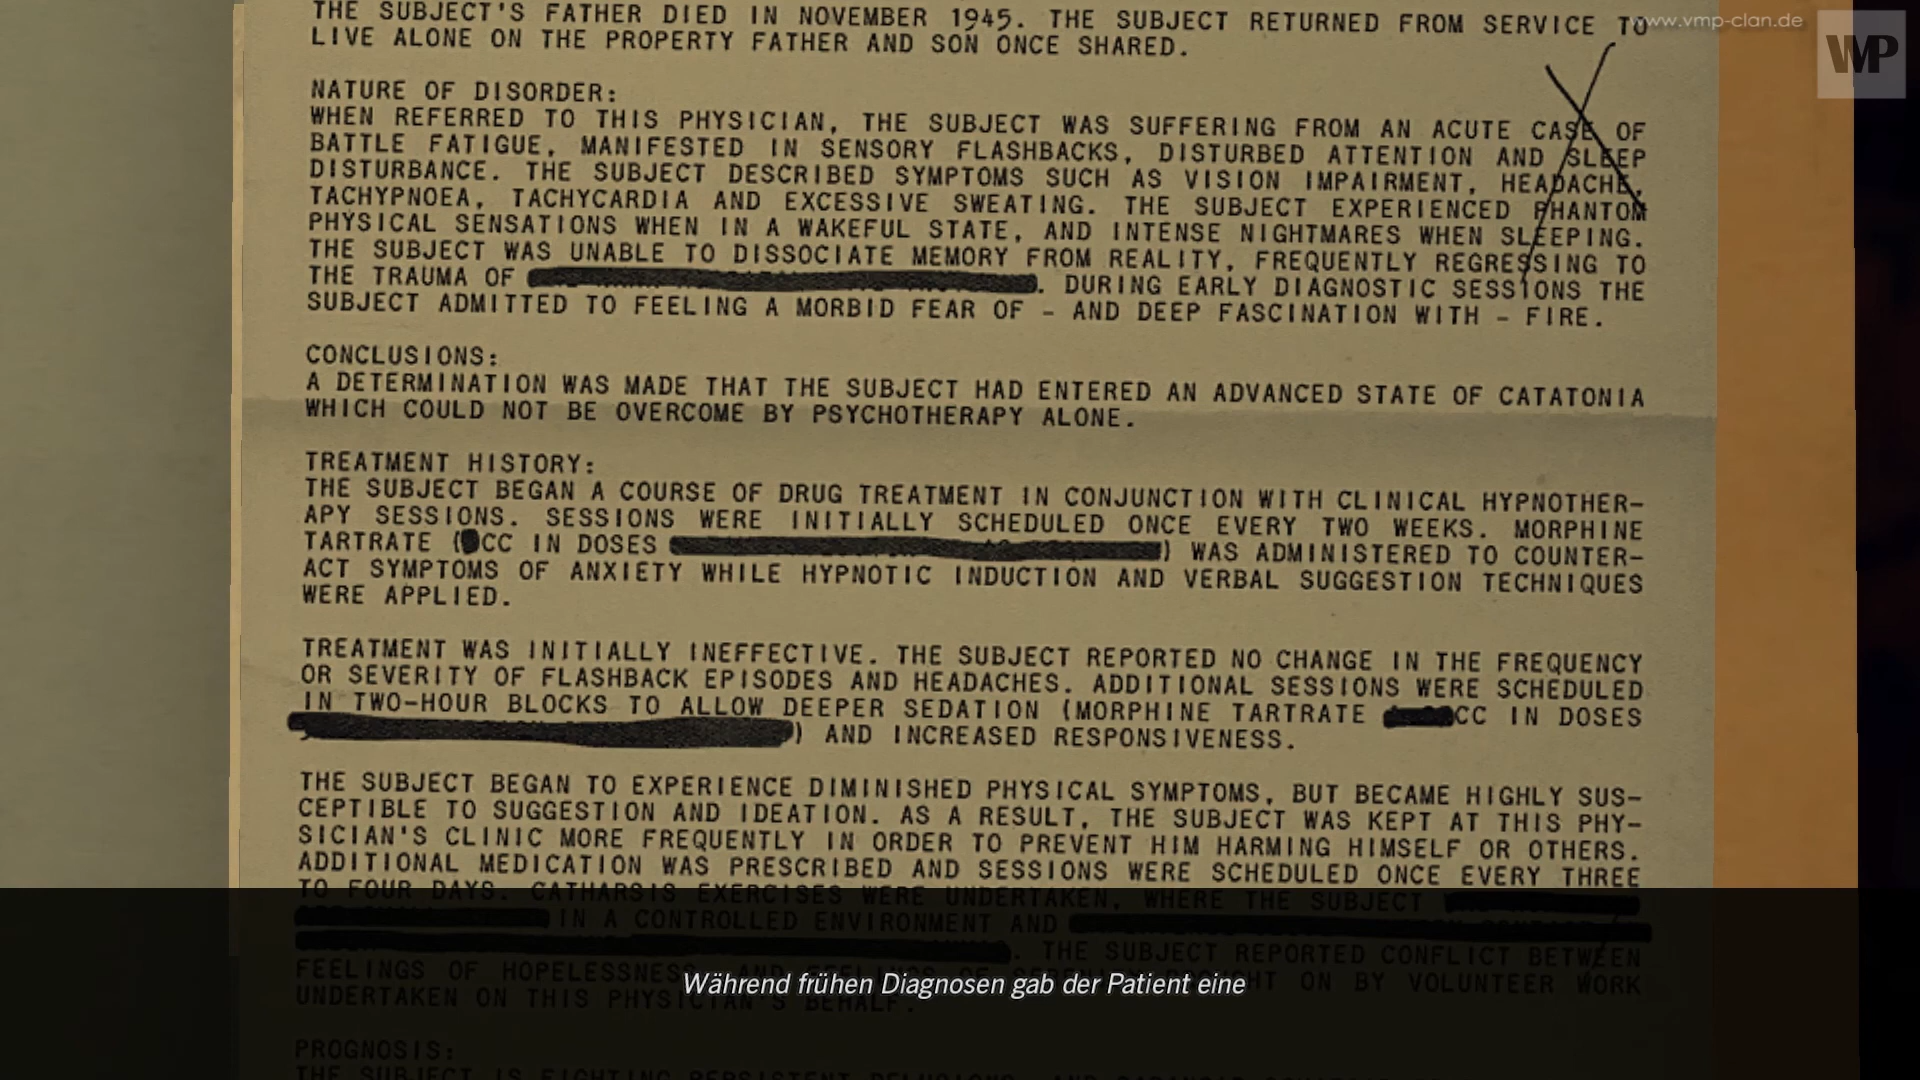 THE SUBJECT'S FATHER DIED IN NOVEMBER 1945. THE SUBJECT RETURNED FROM SERVICE TO
www.vmp-clan.de
VMP
LIVE ALONE ON THE PROPERTY FATHER AND SON ONCE SHARED.
NATURE OF DISORDER:
WHEN REFERRED TO THIS PHYSICIAN, THE SUBJECT WAS SUFFERING FROM AN ACUTE CASE OF
BATTLE FATIGUE, MANIFESTED IN SENSORY FLASHBACKS, DISTURBED ATTENTION AND SLEEP
DISTURBANCE. THE SUBJECT DESCRIBED SYMPTOMS SUCH AS VISION IMPAIRMENT, HEADACHE,
TACHYPNOEA, TACHYCARDIA AND EXCESSIVE SWEATING. THE SUBJECT EXPERIENCED PHANTOM
PHYSICAL SENSATIONS WHEN IN A WAKEFUL STATE, AND INTENSE NIGHTMARES WHEN SLEEPING.
THE SUBJECT WAS UNABLE TO DISSOCIATE MEMORY FROM REALITY, FREQUENTLY REGRESSING TO
THE TRAUMA OF . DURING EARLY DIAGNOSTIC SESSIONS THE
SUBJECT ADMITTED TO FEELING A MORBID FEAR OF - AND DEEP FASCINATION WITH - FIRE.
CONCLUSIONS:
A DETERMINATION WAS MADE THAT THE SUBJECT HAD ENTERED AN ADVANCED STATE OF CATATONIA
WHICH COULD NOT BE OVERCOME BY PSYCHOTHERAPY ALONE.
TREATMENT HISTORY:
THE SUBJECT BEGAN A COURSE OF DRUG TREATMENT IN CONJUNCTION WITH CLINICAL HYPNOTHER-
APY SESSIONS. SESSIONS WERE INITIALLY SCHEDULED ONCE EVERY TWO WEEKS. MORPHINE
TARTRATE ( CC IN DOSES ) WAS ADMINISTERED TO COUNTER-
ACT SYMPTOMS OF ANXIETY WHILE HYPNOTIC INDUCTION AND VERBAL SUGGESTION TECHNIQUES
WERE APPLIED.
TREATMENT WAS INITIALLY INEFFECTIVE. THE SUBJECT REPORTED NO CHANGE IN THE FREQUENCY
OR SEVERITY OF FLASHBACK EPISODES AND HEADACHES. ADDITIONAL SESSIONS WERE SCHEDULED
IN TWO-HOUR BLOCKS TO ALLOW DEEPER SEDATION (MORPHINE TARTRATE CC IN DOSES
) AND INCREASED RESPONSIVENESS.
THE SUBJECT BEGAN TO EXPERIENCE DIMINISHED PHYSICAL SYMPTOMS, BUT BECAME HIGHLY SUS-
CEPTIBLE TO SUGGESTION AND IDEATION. AS A RESULT, THE SUBJECT WAS KEPT AT THIS PHY-
SICIAN'S CLINIC MORE FREQUENTLY IN ORDER TO PREVENT HIM HARMING HIMSELF OR OTHERS.
ADDITIONAL MEDICATION WAS PRESCRIBED AND SESSIONS WERE SCHEDULED ONCE EVERY THREE
TO FOUR DAYS. CATHARSIS EXERCISES WERE UNDERTAKEN, WHERE THE SUBJECT
IN A CONTROLLED ENVIRONMENT AND
. THE SUBJECT REPORTED CONFLICT BETWEEN
FEELINGS OF HOPELESSNESS AND FEELINGS OF ON BY VOLUNTEER WORK
Während frühen Diagnosen gab der Patient eine
UNDERTAKEN ON THIS PHYSICIAN'S BEHALF.
PROGNOSIS:
THE SUBJECT IS FIGHTING PERSISTENT DELUSIONS, AND